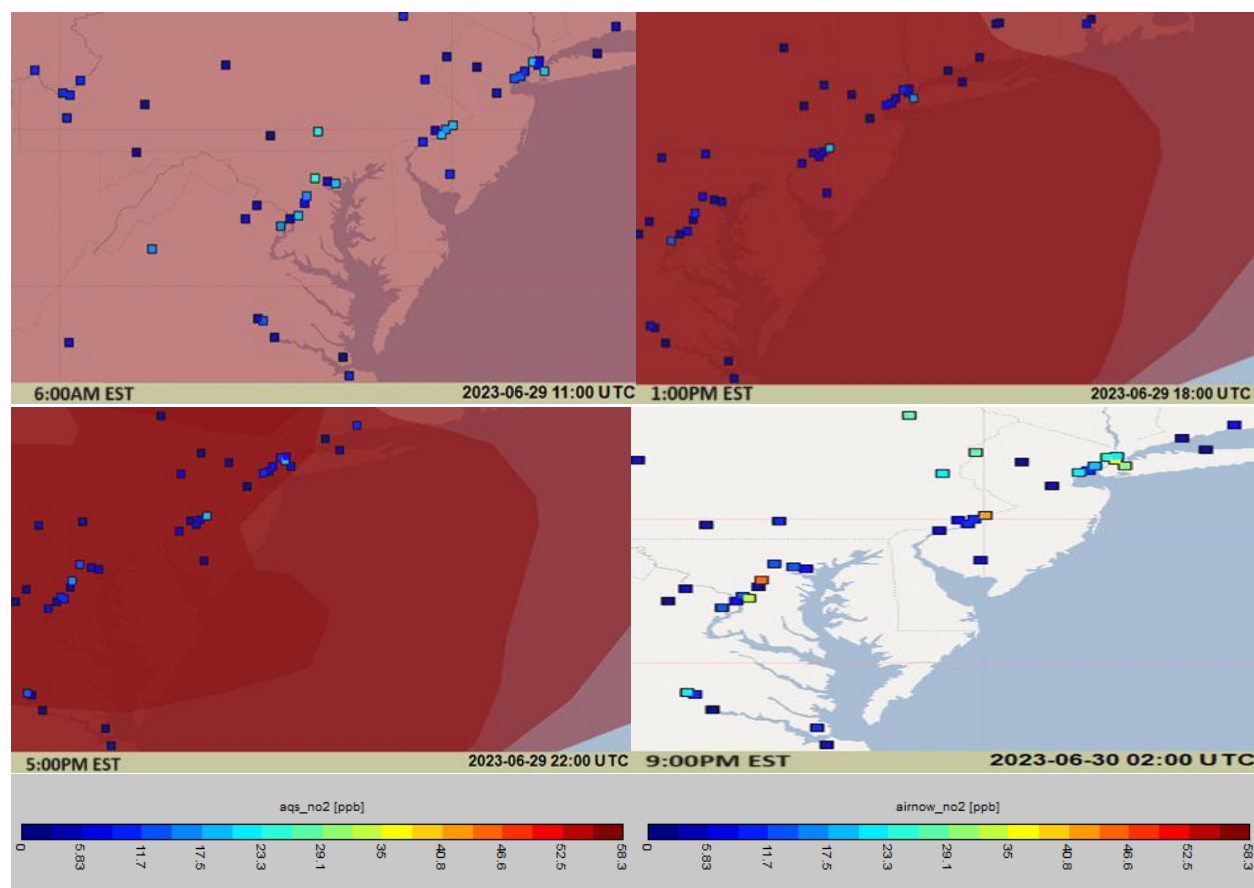 6:00AM EST 2023-06-29 11:00 UTC
1:00PM EST 2023-06-29 18:00 UTC
5:00PM EST 2023-06-29 22:00 UTC
9:00PM EST 2023-06-30 02:00 UTC
aqs_no2 [ppb]
0 5.83 11.7 17.5 23.3 29.1 35 40.8 46.6 52.5 58.3
airnow_no2 [ppb]
0 5.83 11.7 17.5 23.3 29.1 35 40.8 46.6 52.5 58.3